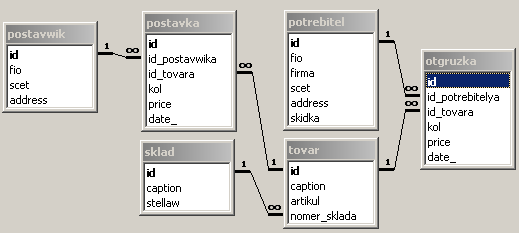 postavwik
id
fio
scet
address
1
∞
postavka
id
id_postavwika
id_tovara
kol
price
date_
∞
1
potrebitel
id
fio
firma
scet
address
skidka
1
∞
∞
1
otgruzka
id
id_potrebitelya
id_tovara
kol
price
date_
sklad
id
caption
stellaw
1
∞
tovar
id
caption
artikul
nomer_sklada